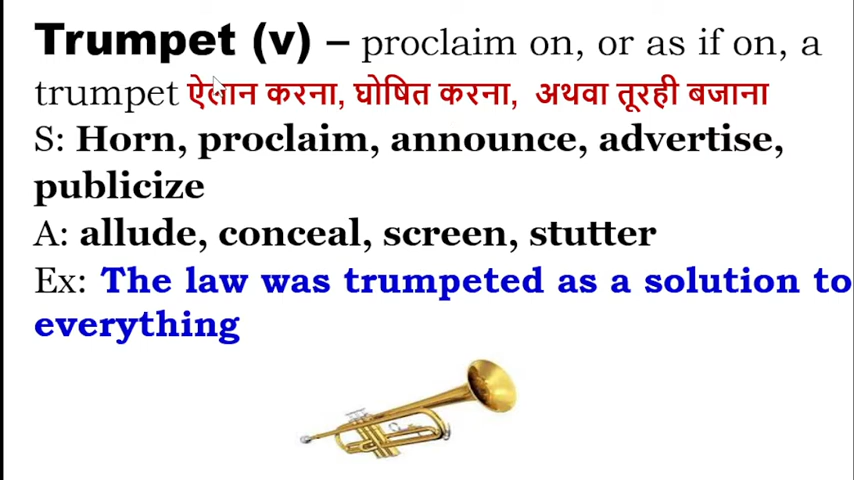 Trumpet (v) – proclaim on, or as if on, a
trumpet ऐलान करना, घोषित करना, अथवा तूरही बजाना
S: Horn, proclaim, announce, advertise,
publicize
A: allude, conceal, screen, stutter
Ex: The law was trumpeted as a solution to
everything